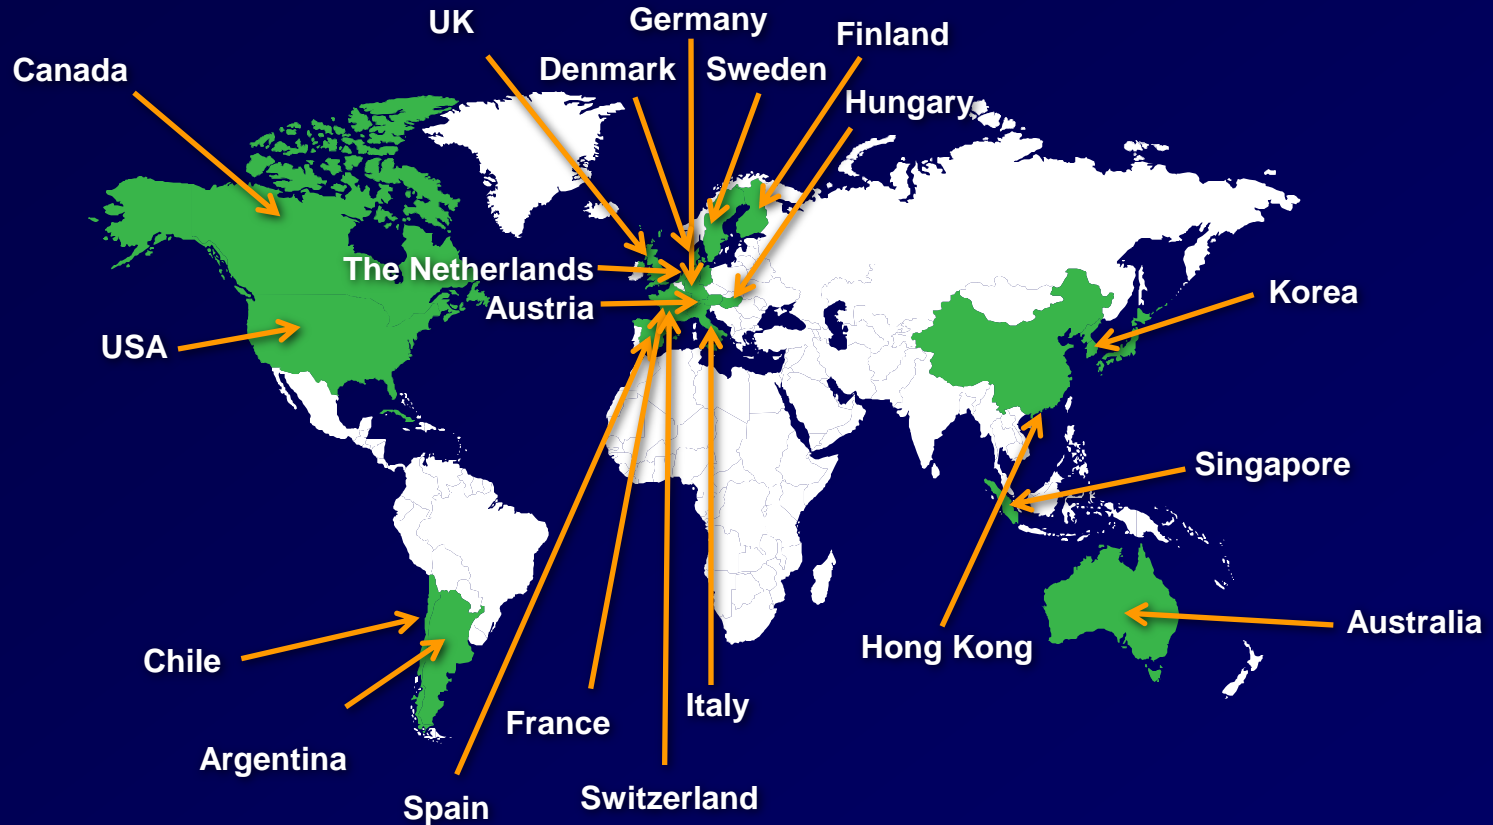 UK
Germany
Finland
Canada
Denmark
Sweden
Hungary
The Netherlands
Austria
Korea
USA
Singapore
Australia
Hong Kong
Chile
Italy
France
Argentina
Switzerland
Spain